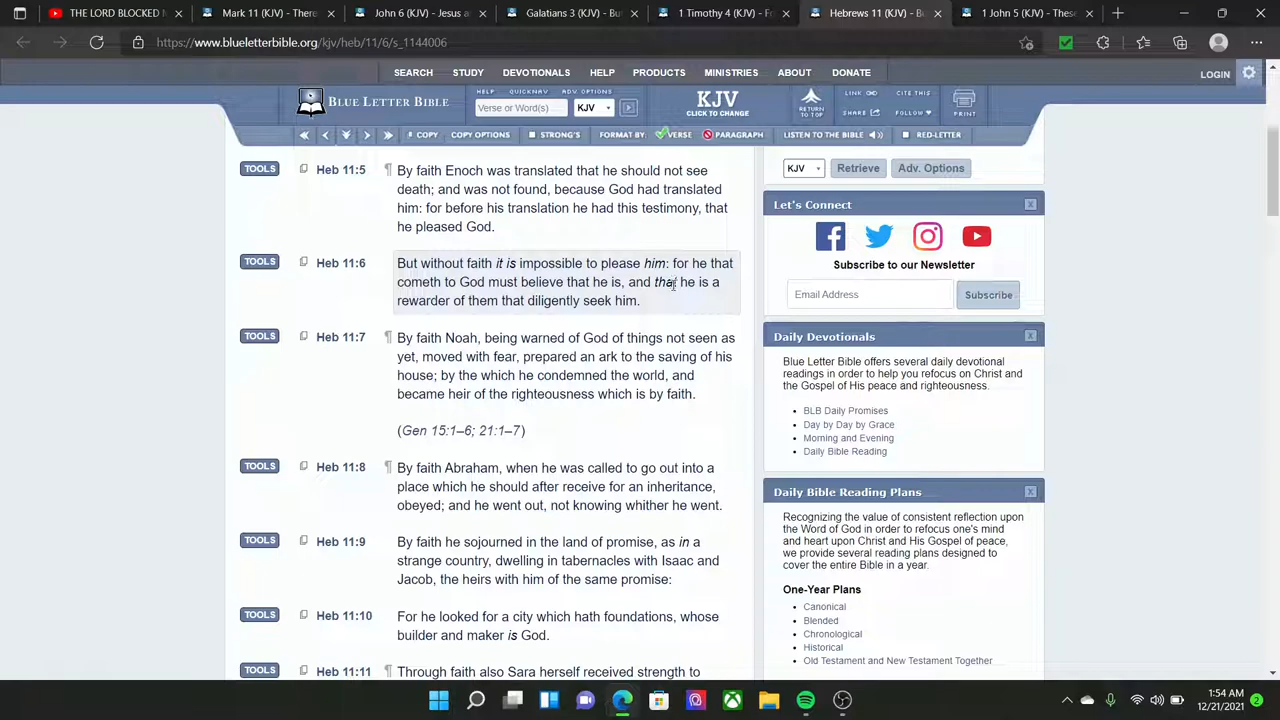 THE LORD BLOCKED M
Mark 11 (KJV) - There
John 6 (KJV) - Jesus a
Galatians 3 (KJV) - Bu
1 Timothy 4 (KJV) - F
Hebrews 11 (KJV) - B
1 John 5 (KJV) - These
https://www.blueletterbible.org/kjv/heb/11/6/s_1144006
SEARCH STUDY DEVOTIONALS HELP PRODUCTS MINISTRIES ABOUT DONATE
LOGIN
BLUE LETTER BIBLE
HELP QUICKNAV ADV. OPTIONS
Verse or Word(s) KJV
KJV
CLICK TO CHANGE
RETURN TO TOP
LINK
SHARE
CITE THIS
FOLLOW
PRINT
COPY COPY OPTIONS STRONG'S FORMAT BY: VERSE PARAGRAPH LISTEN TO THE BIBLE RED-LETTER
TOOLS Heb 11:5 ¶ By faith Enoch was translated that he should not see
death; and was not found, because God had translated
him: for before his translation he had this testimony, that
he pleased God.
TOOLS Heb 11:6 But without faith it is impossible to please him: for he that
cometh to God must believe that he is, and that he is a
rewarder of them that diligently seek him.
TOOLS Heb 11:7 ¶ By faith Noah, being warned of God of things not seen as
yet, moved with fear, prepared an ark to the saving of his
house; by the which he condemned the world, and
became heir of the righteousness which is by faith.
(Gen 15:1–6; 21:1–7)
TOOLS Heb 11:8 ¶ By faith Abraham, when he was called to go out into a
place which he should after receive for an inheritance,
obeyed; and he went out, not knowing whither he went.
TOOLS Heb 11:9 By faith he sojourned in the land of promise, as in a
strange country, dwelling in tabernacles with Isaac and
Jacob, the heirs with him of the same promise:
TOOLS Heb 11:10 For he looked for a city which hath foundations, whose
builder and maker is God.
TOOLS Heb 11:11 ¶ Through faith also Sara herself received strength to
KJV Retrieve Adv. Options
Let's Connect X
Subscribe to our Newsletter
Email Address Subscribe
Daily Devotionals X
Blue Letter Bible offers several daily devotional
readings in order to help you refocus on Christ and
the Gospel of His peace and righteousness.
BLB Daily Promises
Day by Day by Grace
Morning and Evening
Daily Bible Reading
Daily Bible Reading Plans X
Recognizing the value of consistent reflection upon
the Word of God in order to refocus one's mind
and heart upon Christ and His Gospel of peace,
we provide several reading plans designed to
cover the entire Bible in a year.
One-Year Plans
Canonical
Blended
Chronological
Historical
Old Testament and New Testament Together
1:54 AM
12/21/2021
2